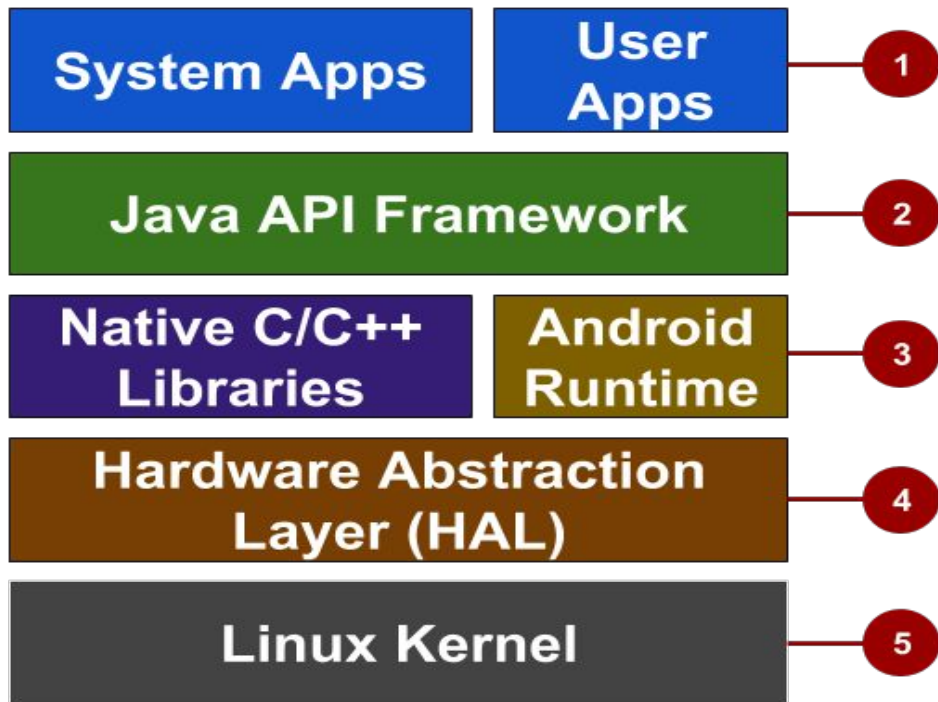 System Apps
User
Apps
1
Java API Framework
2
Native C/C++
Libraries
Android
Runtime
3
Hardware Abstraction
Layer (HAL)
4
Linux Kernel
5